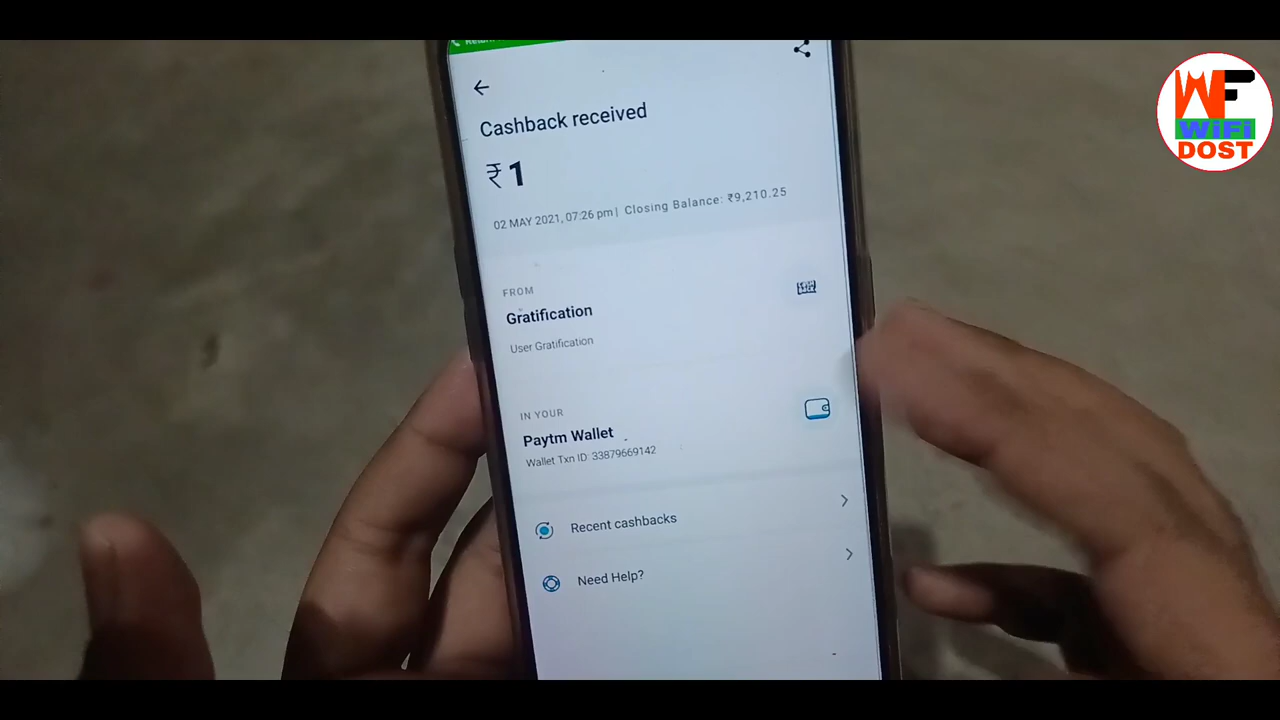 Cashback received
₹1
02 MAY 2021, 07:26 pm| Closing Balance: ₹9,210.25
FROM
Gratification
User Gratification
IN YOUR
Paytm Wallet
Wallet Txn ID: 33879669142
Recent cashbacks
Need Help?
WF
WiFi
DOST